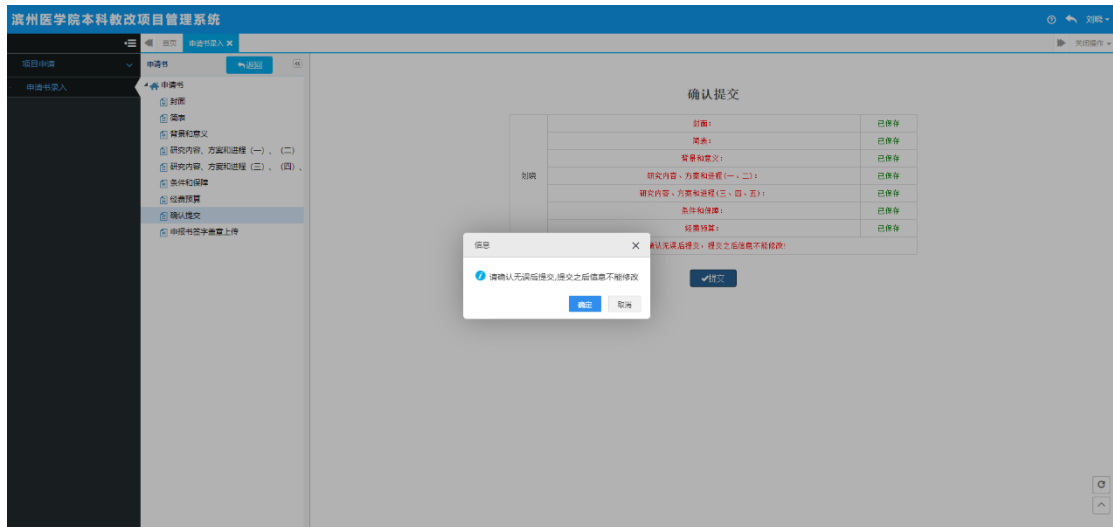 滨州医学院本科教改项目管理系统
刘晓
首页
申请书录入
关闭操作
项目申请
申请书录入
申请书
返回
申请书
封面
简表
背景和意义
研究内容、方案和进程（一）、（二）
研究内容、方案和进程（三）、（四）、
条件和保障
经费预算
确认提交
申报书签字盖章上传
确认提交
刘晓
封面： 已保存
简表： 已保存
背景和意义： 已保存
研究内容、方案和进程(一、二)： 已保存
研究内容、方案和进程(三、四、五)： 已保存
条件和保障： 已保存
经费预算： 已保存
确认无误后提交，提交之后信息不能修改!
提交
信息
请确认无误后提交,提交之后信息不能修改
确定
取消